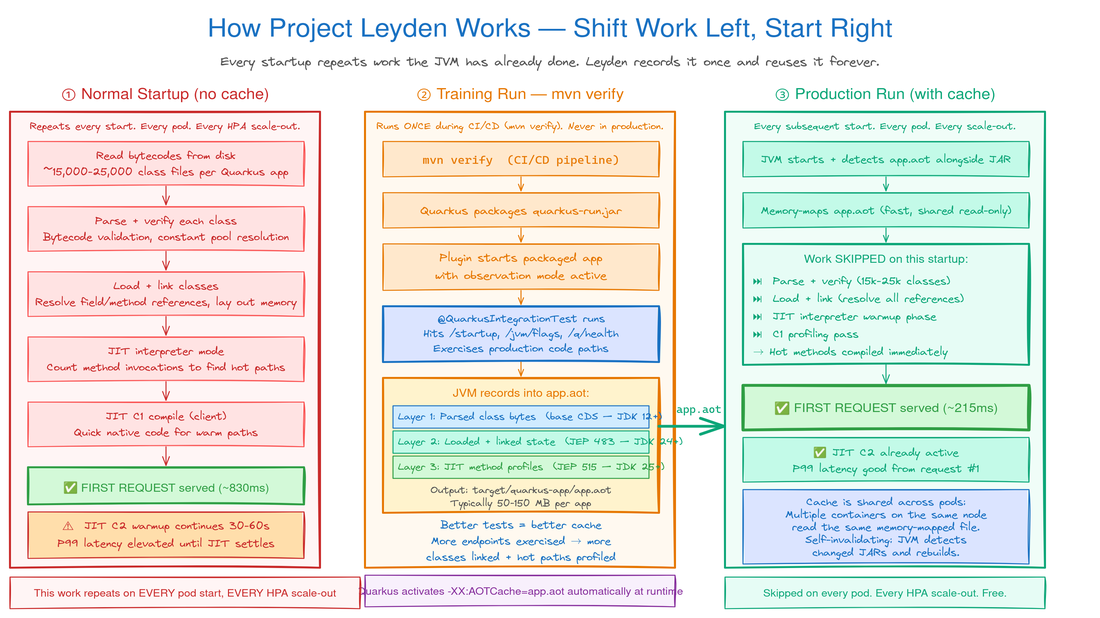 How Project Leyden Works — Shift Work Left, Start Right
Every startup repeats work the JVM has already done. Leyden records it once and reuses it forever.
① Normal Startup (no cache)
Repeats every start. Every pod. Every HPA scale-out.
Read bytecodes from disk
~15,000-25,000 class files per Quarkus app
Parse + verify each class
Bytecode validation, constant pool resolution
Load + link classes
Resolve field/method references, lay out memory
JIT interpreter mode
Count method invocations to find hot paths
JIT C1 compile (client)
Quick native code for warm paths
✅ FIRST REQUEST served (~830ms)
⚠ JIT C2 warmup continues 30-60s
P99 latency elevated until JIT settles
This work repeats on EVERY pod start, EVERY HPA scale-out
② Training Run — mvn verify
Runs ONCE during CI/CD (mvn verify). Never in production.
mvn verify (CI/CD pipeline)
Quarkus packages quarkus-run.jar
Plugin starts packaged app
with observation mode active
@QuarkusIntegrationTest runs
Hits /startup, /jvm/flags, /q/health
Exercises production code paths
JVM records into app.aot:
Layer 1: Parsed class bytes (base CDS — JDK 12+)
Layer 2: Loaded + linked state (JEP 483 — JDK 24+)
Layer 3: JIT method profiles (JEP 515 — JDK 25+)
Output: target/quarkus-app/app.aot
Typically 50-150 MB per app
Better tests = better cache
More endpoints exercised → more
classes linked + hot paths profiled
Quarkus activates -XX:AOTCache=app.aot automatically at runtime
app.aot
③ Production Run (with cache)
Every subsequent start. Every pod. Every scale-out.
JVM starts + detects app.aot alongside JAR
Memory-maps app.aot (fast, shared read-only)
Work SKIPPED on this startup:
⏭ Parse + verify (15k-25k classes)
⏭ Load + link (resolve all references)
⏭ JIT interpreter warmup phase
⏭ C1 profiling pass
→ Hot methods compiled immediately
✅ FIRST REQUEST served (~215ms)
✅ JIT C2 already active
P99 latency good from request #1
Cache is shared across pods:
Multiple containers on the same node
read the same memory-mapped file.
Self-invalidating: JVM detects
changed JARs and rebuilds.
Skipped on every pod. Every HPA scale-out. Free.